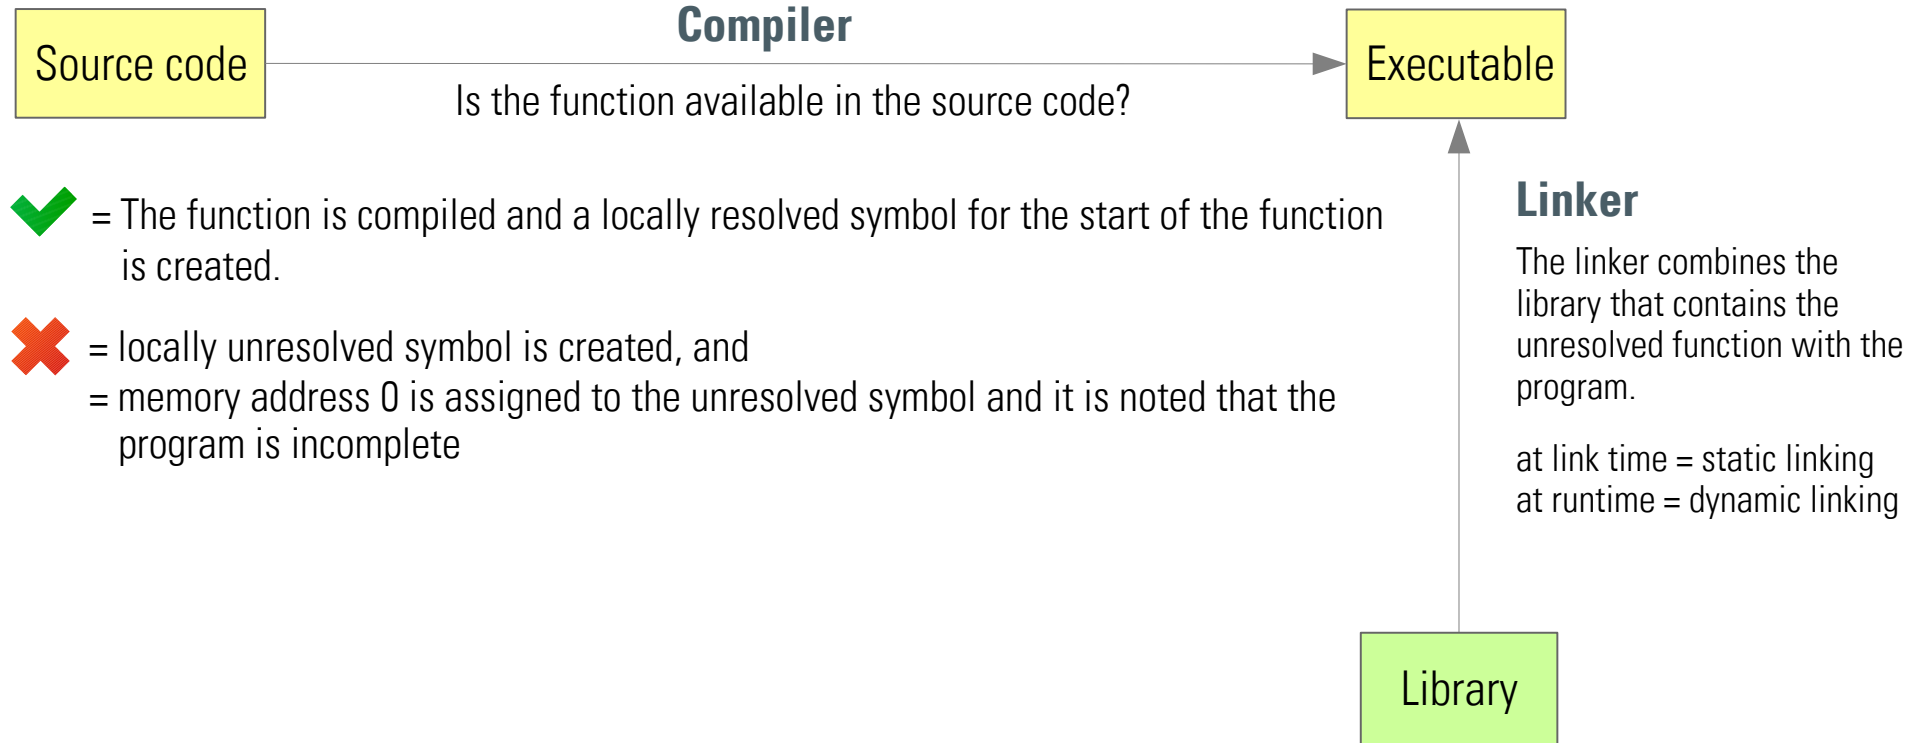 Compiler
Source code
Executable
Is the function available in the source code?
= The function is compiled and a locally resolved symbol for the start of the function
is created.
= locally unresolved symbol is created, and
= memory address 0 is assigned to the unresolved symbol and it is noted that the
program is incomplete
Linker
The linker combines the
library that contains the
unresolved function with the
program.
at link time = static linking
at runtime = dynamic linking
Library